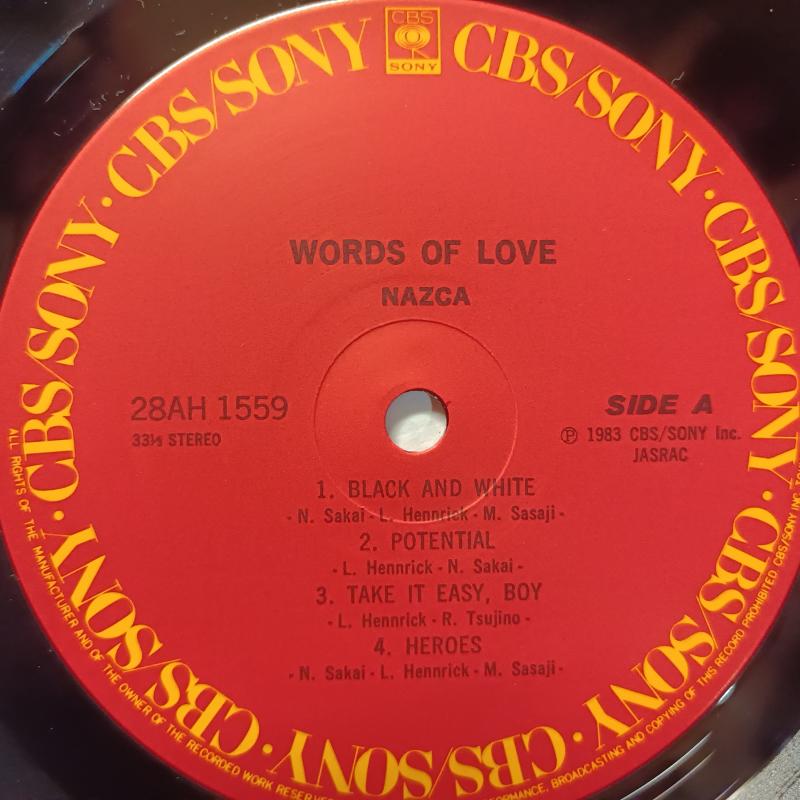 CBS
SONY
CBS/SONY · CBS/SONY · CBS/SONY · CBS/SONY · CBS/SONY · CBS/SONY · CBS/SONY · CBS/SONY
WORDS OF LOVE
NAZCA
28AH 1559
33⅓ STEREO
SIDE A
Ⓟ 1983 CBS/SONY Inc.
JASRAC
1. BLACK AND WHITE
- N. Sakai - L. Hennrick - M. Sasaji -
2. POTENTIAL
- L. Hennrick - N. Sakai -
3. TAKE IT EASY, BOY
- L. Hennrick - R. Tsujino -
4. HEROES
- N. Sakai - L. Hennrick - M. Sasaji -
ALL RIGHTS OF THE MANUFACTURER AND OF THE OWNER OF THE RECORDED WORK RESERVED
BROADCASTING AND COPYING OF THIS RECORD PROHIBITED CBS/SONY INC.